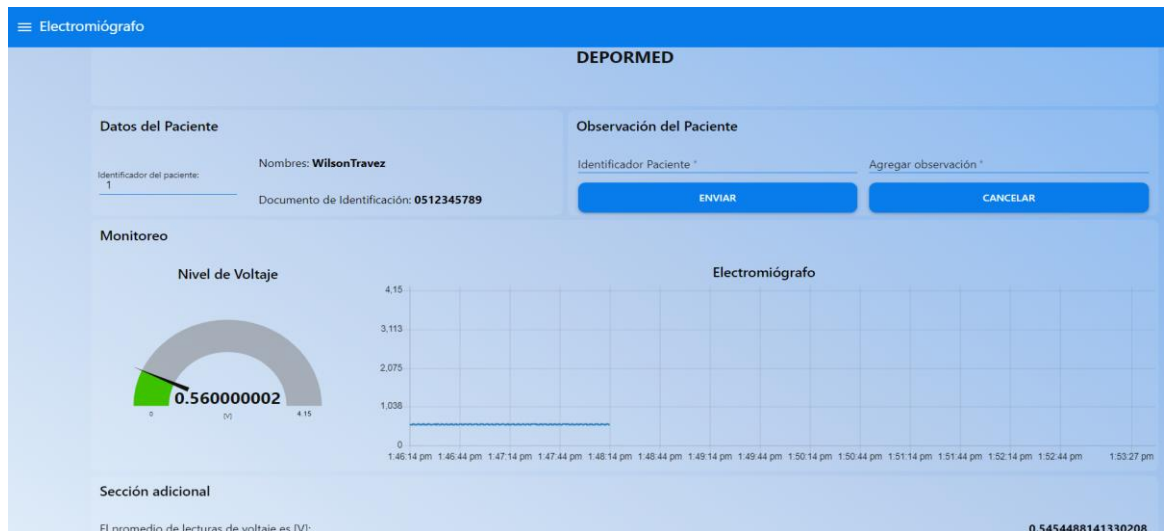 ≡ Electromiógrafo
DEPORMED
Datos del Paciente
Identificador del paciente:
1
Nombres: WilsonTravez
Documento de Identificación: 0512345789
Observación del Paciente
Identificador Paciente *
Agregar observación *
ENVIAR
CANCELAR
Monitoreo
Nivel de Voltaje
0.560000002
0
[V]
4.15
Electromiógrafo
4,15
3,113
2,075
1,038
0
1:46:14 pm 1:46:44 pm 1:47:14 pm 1:47:44 pm 1:48:14 pm 1:48:44 pm 1:49:14 pm 1:49:44 pm 1:50:14 pm 1:50:44 pm 1:51:14 pm 1:51:44 pm 1:52:14 pm 1:52:44 pm 1:53:27 pm
Sección adicional
El promedio de lecturas de voltaje es [V]: 0.5454488141330208